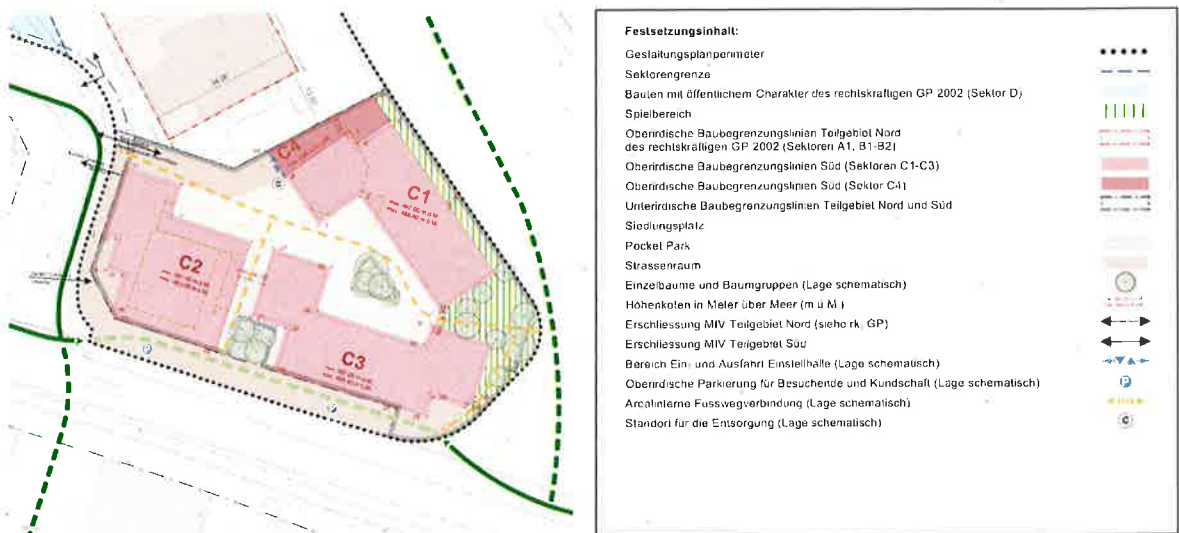 C4
C1
C2
C3
P
P
Festsetzungsinhalt:
Gestaltungsplanperimeter
Sektorengrenze
Bauten mit öffentlichem Charakter des rechtskräftigen GP 2002 (Sektor D)
Spielbereich
Oberirdische Baubegrenzungslinien Teilgebiet Nord
des rechtskräftigen GP 2002 (Sektoren A1, B1-B2)
Oberirdische Baubegrenzungslinien Süd (Sektoren C1-C3)
Oberirdische Baubegrenzungslinien Süd (Sektor C4)
Unterirdische Baubegrenzungslinien Teilgebiet Nord und Süd
Siedlungsplatz
Pocket Park
Strassenraum
Einzelbäume und Baumgruppen (Lage schematisch)
Höhenkoten in Meter über Meer (m ü M.)
Erschliessung MIV Teilgebiet Nord (siehe rk. GP)
Erschliessung MIV Teilgebiet Süd
Bereich Ein- und Ausfahrt Einstellhalle (Lage schematisch)
Oberirdische Parkierung für Besuchende und Kundschaft (Lage schematisch)
P
Arealinterne Fusswegverbindung (Lage schematisch)
Standort für die Entsorgung (Lage schematisch)
C